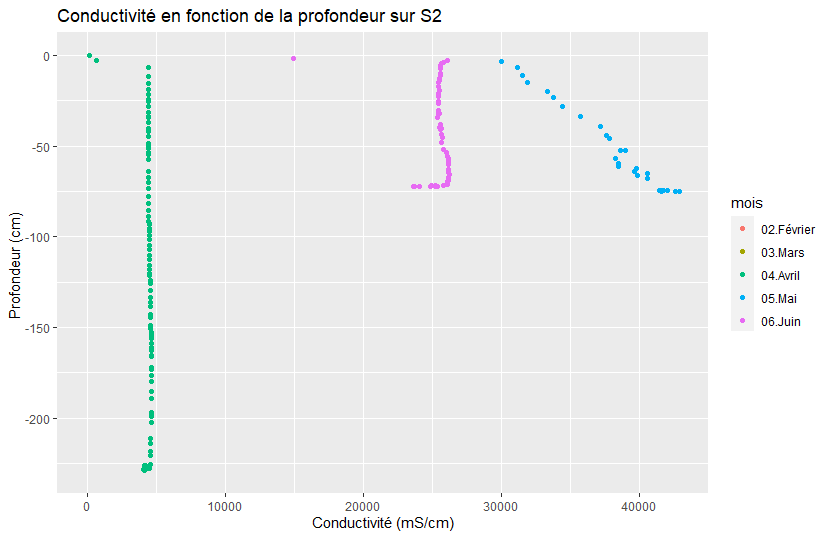 Conductivité en fonction de la profondeur sur S2
Profondeur (cm)
0
-50
-100
-150
-200
0
10000
20000
30000
40000
Conductivité (mS/cm)
mois
02.Février
03.Mars
04.Avril
05.Mai
06.Juin